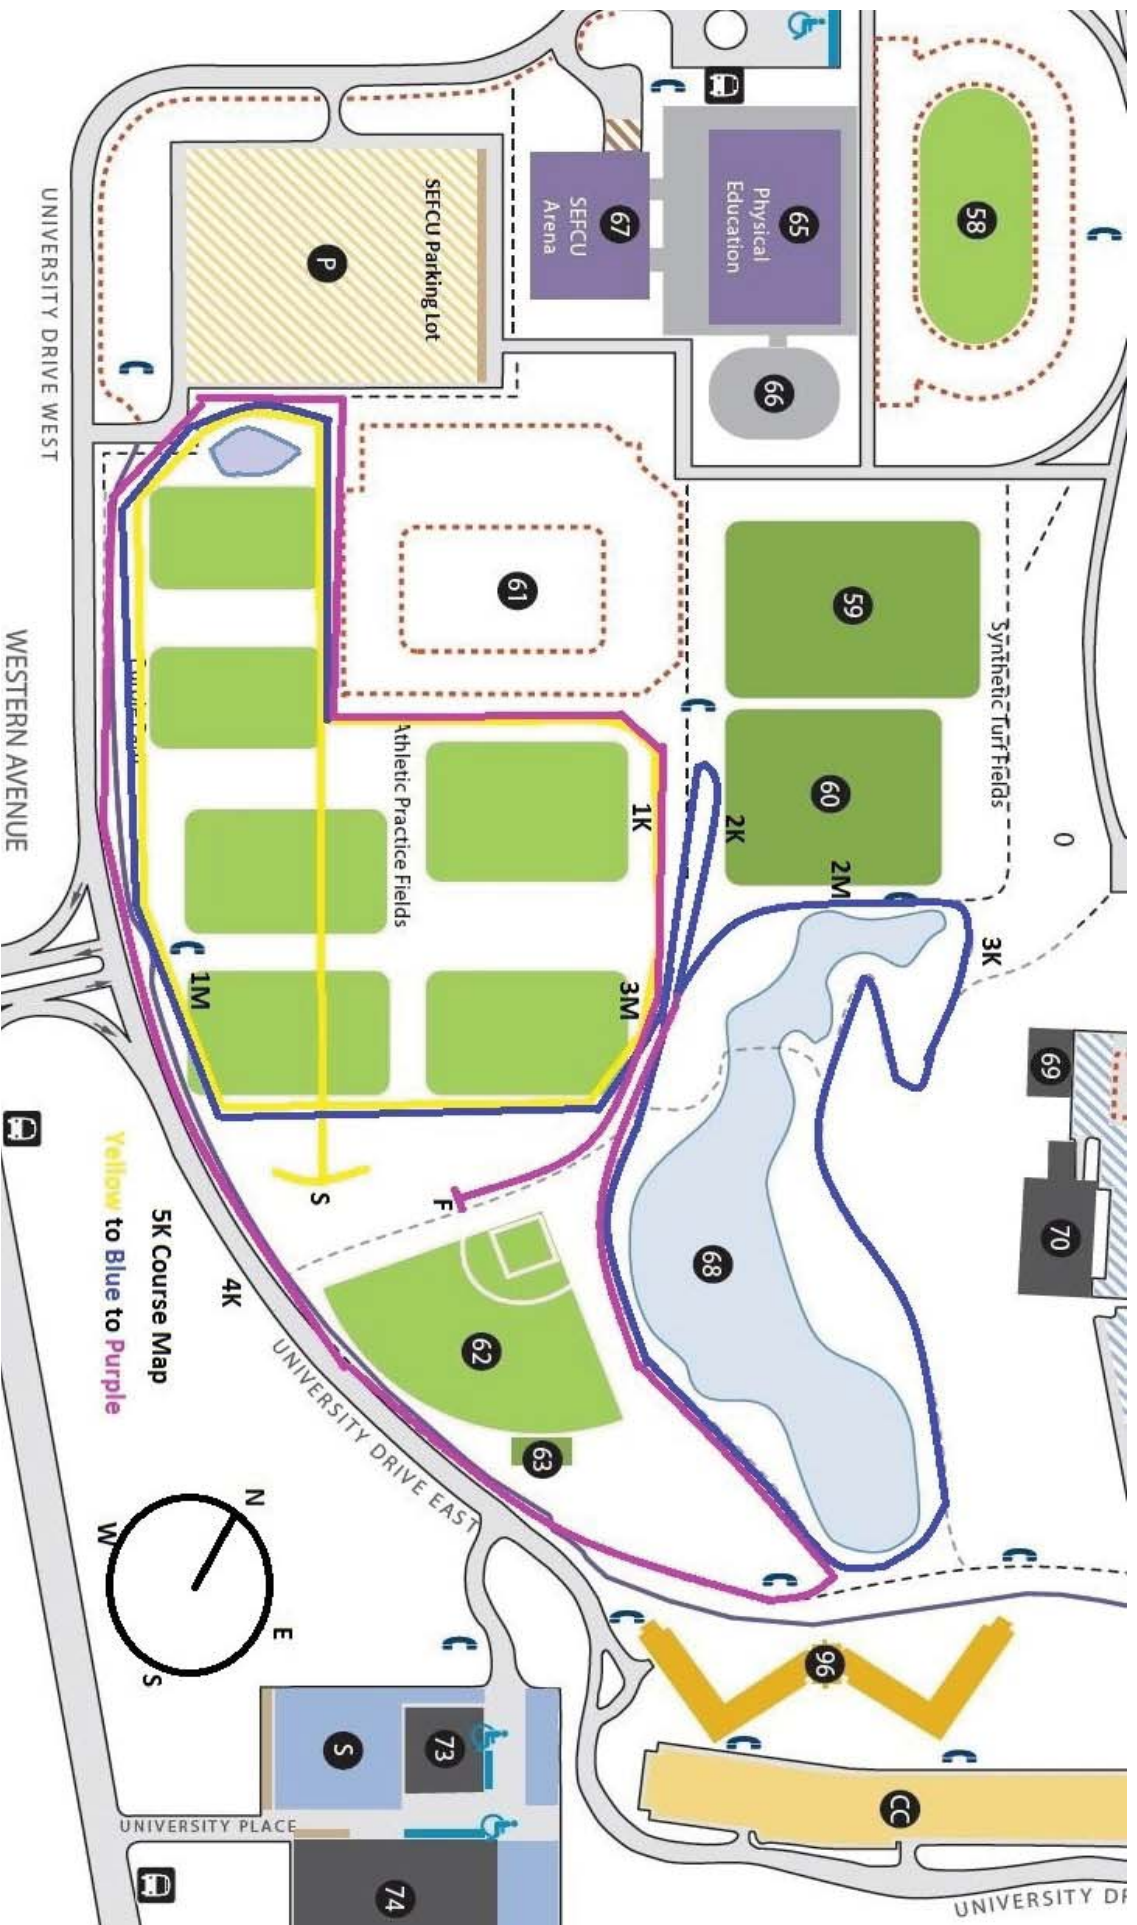 58
65
Physical
Education
67
SEFCU
Arena
66
SEFCU Parking Lot
P
UNIVERSITY DRIVE WEST
61
59
60
Synthetic Turf Fields
0
Athletic Practice Fields
1K
2K
2M
3K
3M
1M
WESTERN AVENUE
69
70
68
S
F
62
63
4K
UNIVERSITY DRIVE EAST
5K Course Map
Yellow to Blue to Purple
N
W
E
S
96
CC
S
73
74
UNIVERSITY PLACE
UNIVERSITY DR